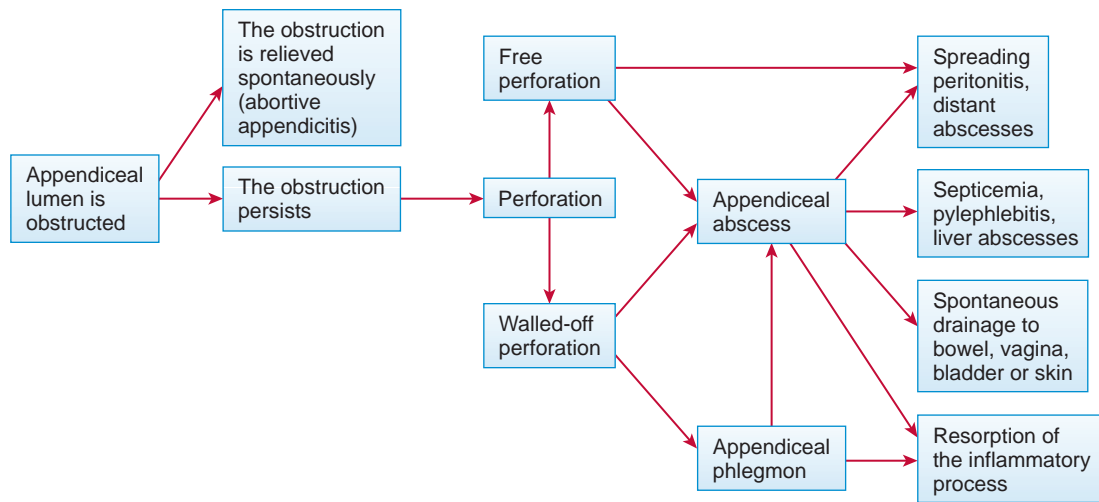 Appendiceal
lumen is
obstructed
The obstruction
is relieved
spontaneously
(abortive
appendicitis)
The obstruction
persists
Free
perforation
Perforation
Walled-off
perforation
Appendiceal
abscess
Appendiceal
phlegmon
Spreading
peritonitis,
distant
abscesses
Septicemia,
pylephlebitis,
liver abscesses
Spontaneous
drainage to
bowel, vagina,
bladder or skin
Resorption of
the inflammatory
process